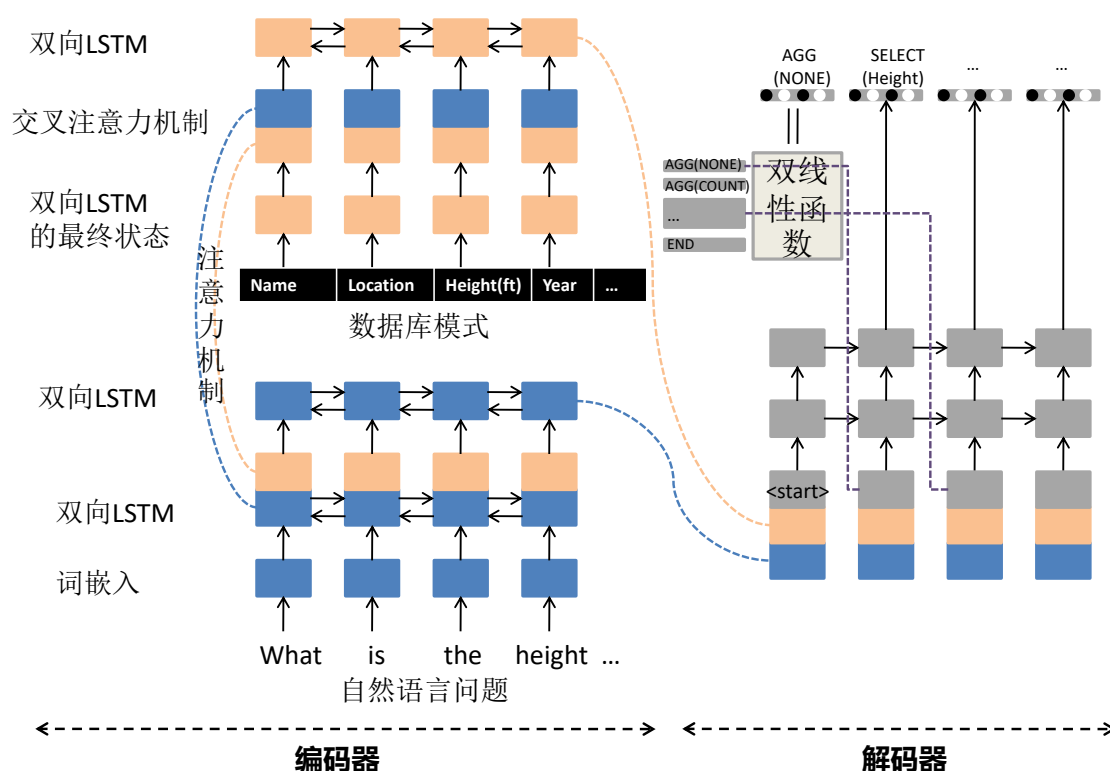 双向LSTM
交叉注意力机制
双向LSTM
的最终状态
注意力机制
Name Location Height(ft) Year ...
数据库模式
双向LSTM
双向LSTM
词嵌入
What is the height ...
自然语言问题
编码器
AGG
(NONE)
SELECT
(Height)
...
...
AGG(NONE)
AGG(COUNT)
...
END
双线
性函
数
<start>
解码器